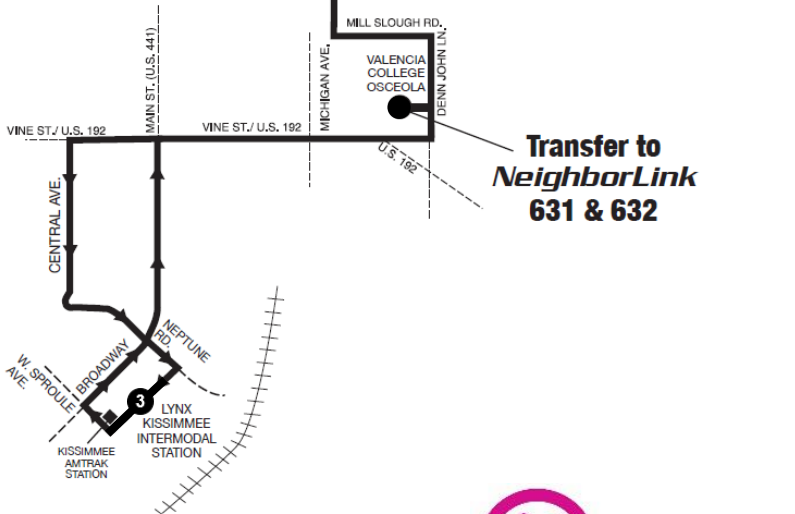 MILL SLOUGH RD.
MAIN ST. (U.S. 441)
MICHIGAN AVE.
VALENCIA
COLLEGE
OSCEOLA
DENN JOHN LN.
VINE ST./ U.S. 192
VINE ST./ U.S. 192
U.S. 192
Transfer to
NeighborLink
631 & 632
CENTRAL AVE.
NEPTUNE
RD.
BROADWAY
W. SPROULE
AVE.
3
LYNX
KISSIMMEE
INTERMODAL
STATION
KISSIMMEE
AMTRAK
STATION